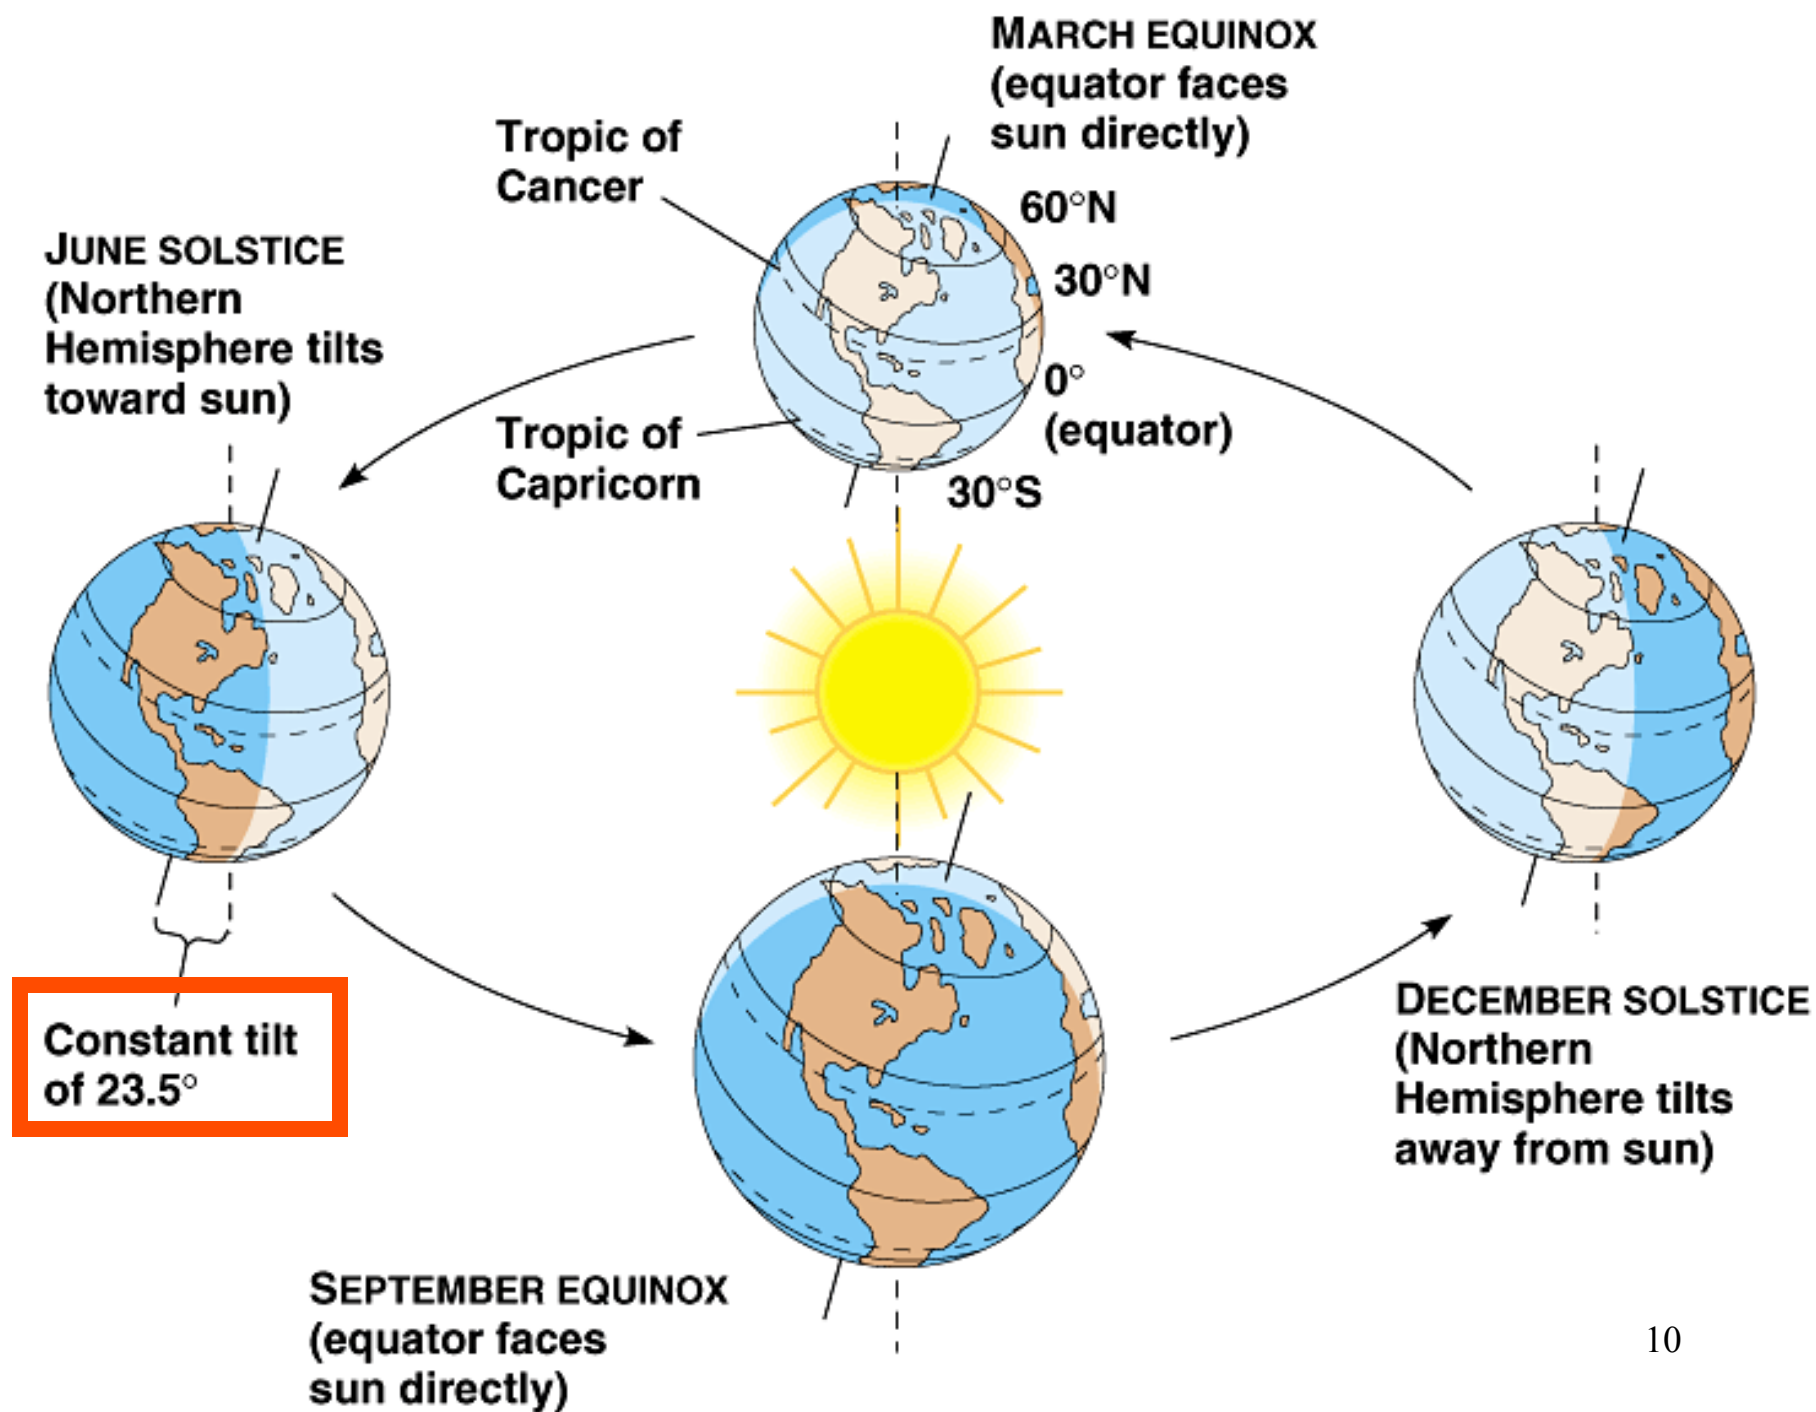 MARCH EQUINOX
(equator faces
sun directly)
Tropic of
Cancer
60°N
30°N
0°
(equator)
30°S
Tropic of
Capricorn
JUNE SOLSTICE
(Northern
Hemisphere tilts
toward sun)
Constant tilt
of 23.5°
DECEMBER SOLSTICE
(Northern
Hemisphere tilts
away from sun)
SEPTEMBER EQUINOX
(equator faces
sun directly)
10